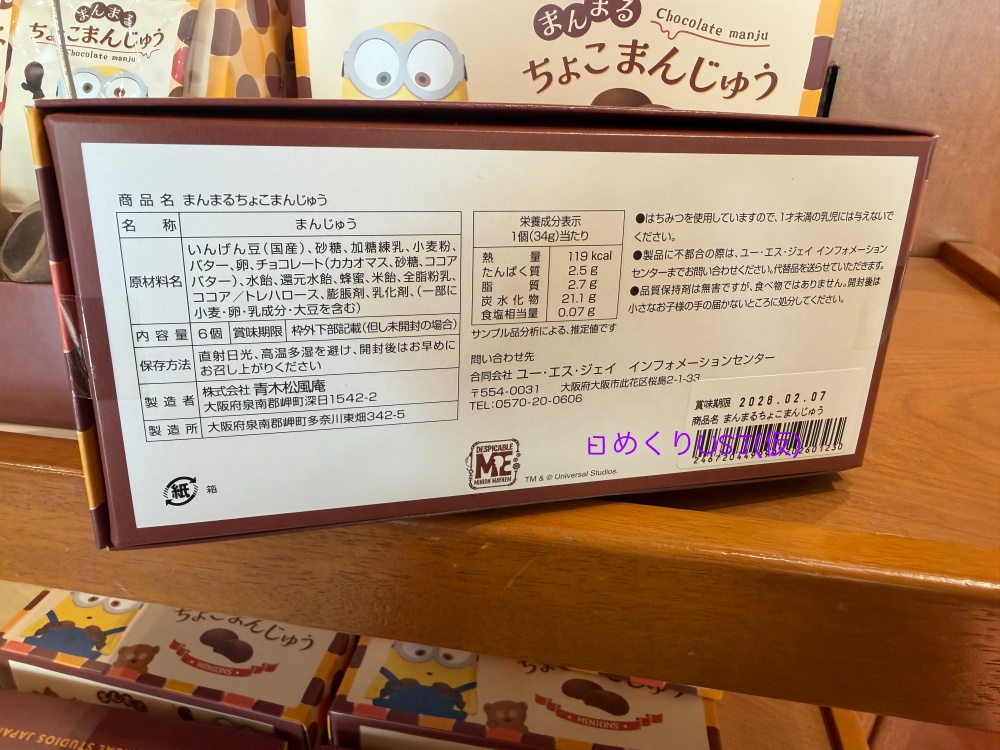 まんまる
ちょこまんじゅう
Chocolate manju
まんまる
Chocolate manju
ちょこまんじゅう
商品名 まんまるちょこまんじゅう
名 称 まんじゅう
原材料名
いんげん豆(国産)、砂糖、加糖練乳、小麦粉、
バター、卵、チョコレート(カカオマス、砂糖、ココア
バター)、水飴、還元水飴、蜂蜜、米飴、全脂粉乳、
ココア／トレハロース、膨脹剤、乳化剤、(一部に
小麦・卵・乳成分・大豆を含む)
内容量 6個 賞味期限 枠外下部記載(但し未開封の場合)
保存方法
直射日光、高温多湿を避け、開封後はお早めに
お召し上がりください
製造者
株式会社 青木松風庵
大阪府泉南郡岬町深日1542-2
製造所 大阪府泉南郡岬町多奈川東畑342-5
紙 箱
栄養成分表示
1個(34g)当たり
熱量 119 kcal
たんぱく質 2.5 g
脂質 2.7 g
炭水化物 21.1 g
食塩相当量 0.07 g
サンプル品分析による、推定値です
問い合わせ先
合同会社 ユー・エス・ジェイ インフォメーションセンター
〒554-0031 大阪府大阪市此花区桜島2-1-33
TEL:0570-20-0606
DESPICABLE
ME
MINION MAYHEM
TM & © Universal Studios.
●はちみつを使用していますので、1才未満の乳児には与えないで
ください。
●製品に不都合の際は、ユー・エス・ジェイ インフォメーション
センターまでお問い合わせください。代替品を送らせていただきます。
●品質保持剤は無害ですが、食べ物ではありません。開封後は
小さなお子様の手の届かないところに処分してください。
賞味期限 2026.02.07
商品名 まんまるちょこまんじゅう
日めくりUSJ(仮)
ちょこまんじゅう
MINIONS
MINIONS